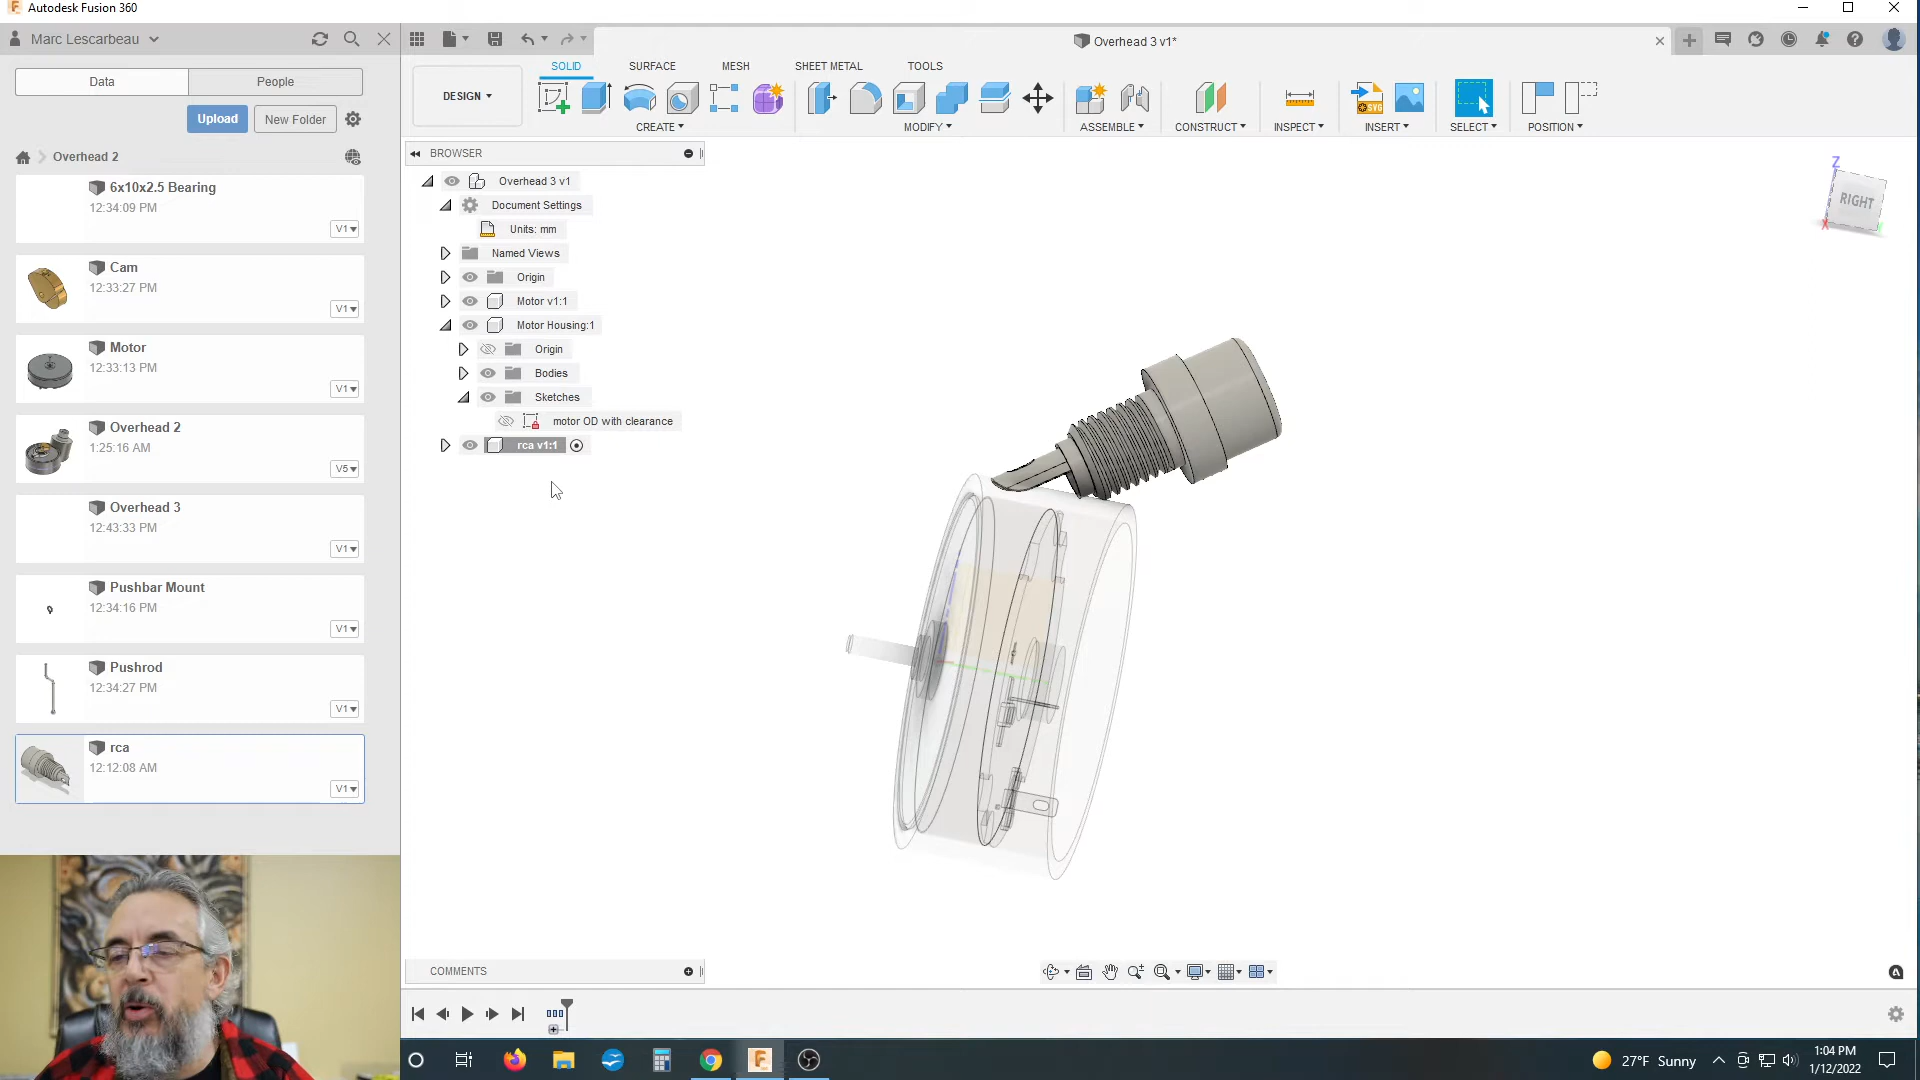 Autodesk Fusion 360
Marc Lescarbeau
Overhead 3 v1*
Data
People
Upload
New Folder
Overhead 2
6x10x2.5 Bearing
12:34:09 PM
V1
Cam
12:33:27 PM
V1
Motor
12:33:13 PM
V1
Overhead 2
1:25:16 AM
V5
Overhead 3
12:43:33 PM
V1
Pushbar Mount
12:34:16 PM
V1
Pushrod
12:34:27 PM
V1
rca
12:12:08 AM
V1
SOLID
SURFACE
MESH
SHEET METAL
TOOLS
DESIGN
SVG
CREATE
MODIFY
ASSEMBLE
CONSTRUCT
INSPECT
INSERT
SELECT
POSITION
BROWSER
Overhead 3 v1
Document Settings
Units: mm
Named Views
Origin
Motor v1:1
Motor Housing:1
Origin
Bodies
Sketches
motor OD with clearance
rca v1:1
Z
RIGHT
X
COMMENTS
27°F Sunny
1:04 PM
1/12/2022